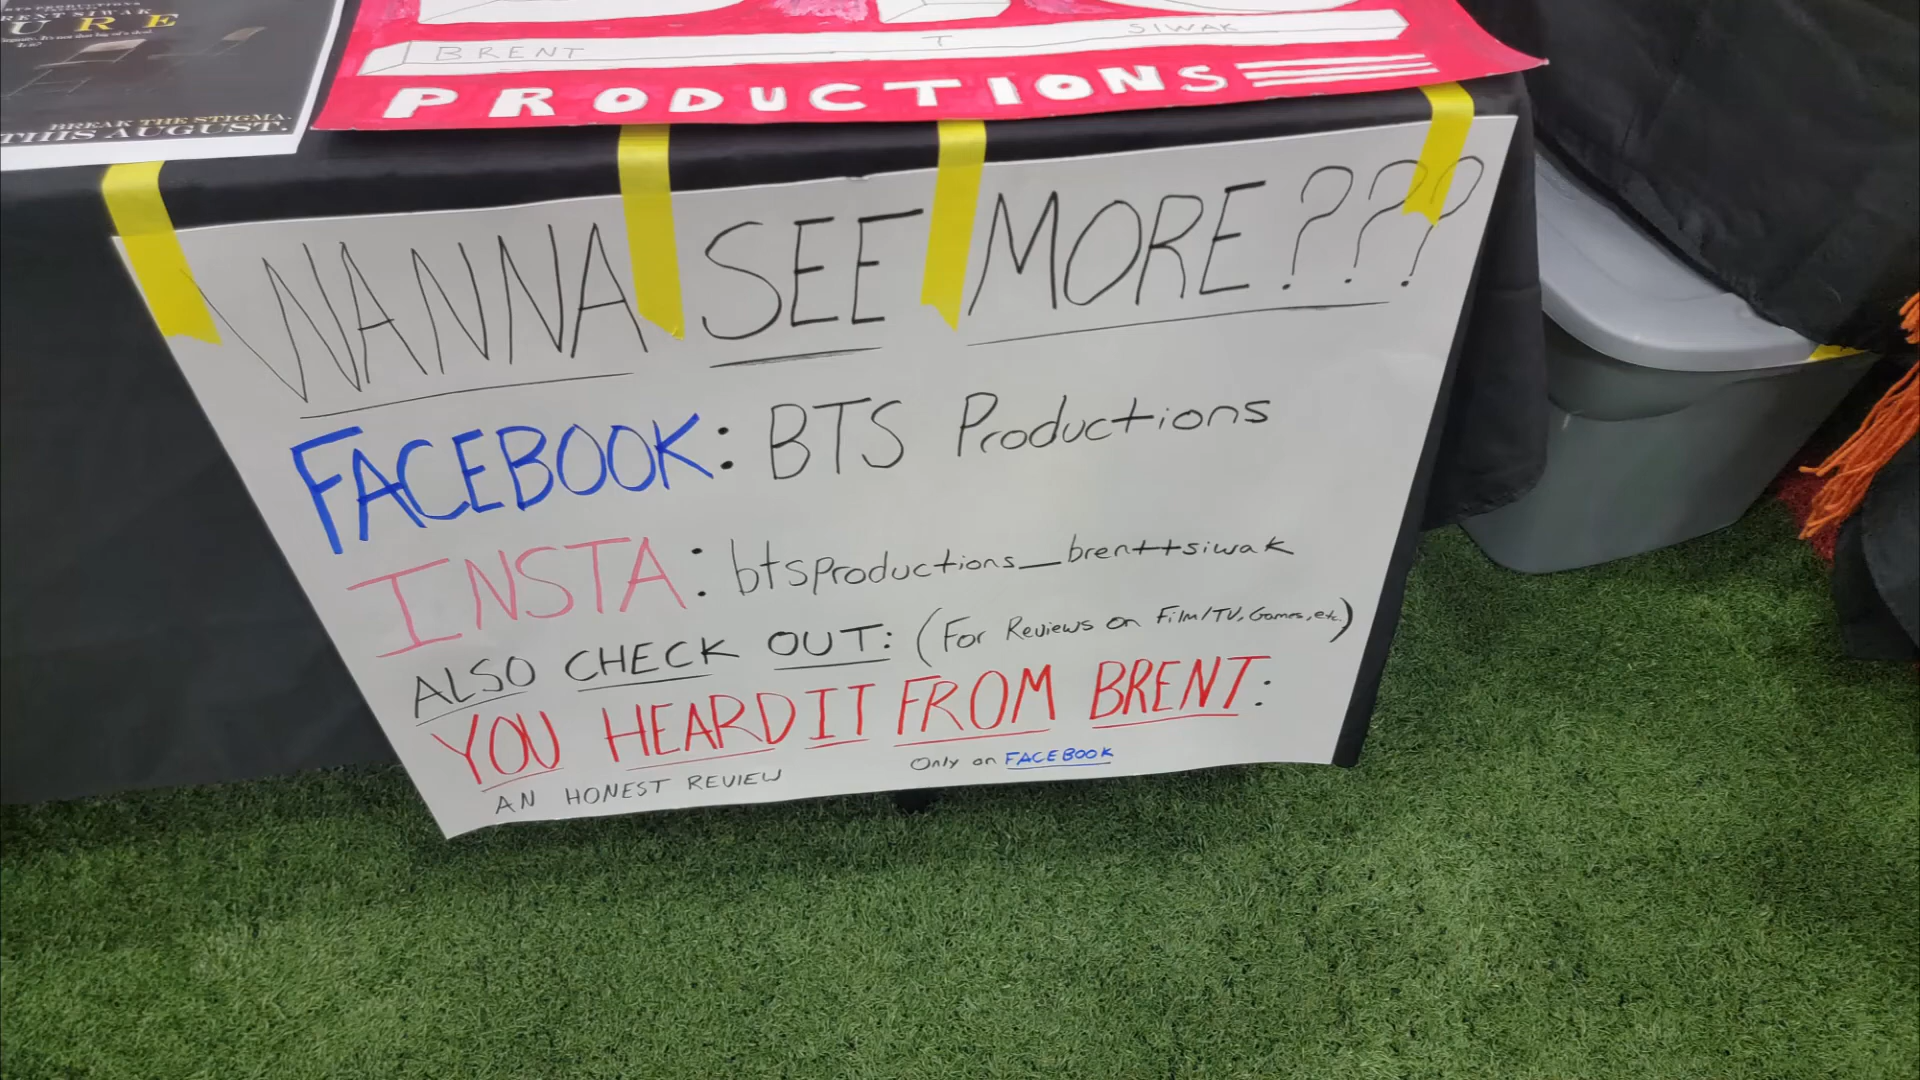 URE
BREAK THE STIGMA.
THIS AUGUST.
BRENT T SIWAK
PRODUCTIONS
WANNA SEE MORE???
FACEBOOK: BTS Productions
INSTA: btsproductions_brenttsiwak
ALSO CHECK OUT: (For Reviews on Film/TV, Games, etc.)
YOU HEARD IT FROM BRENT:
AN HONEST REVIEW Only on FACEBOOK